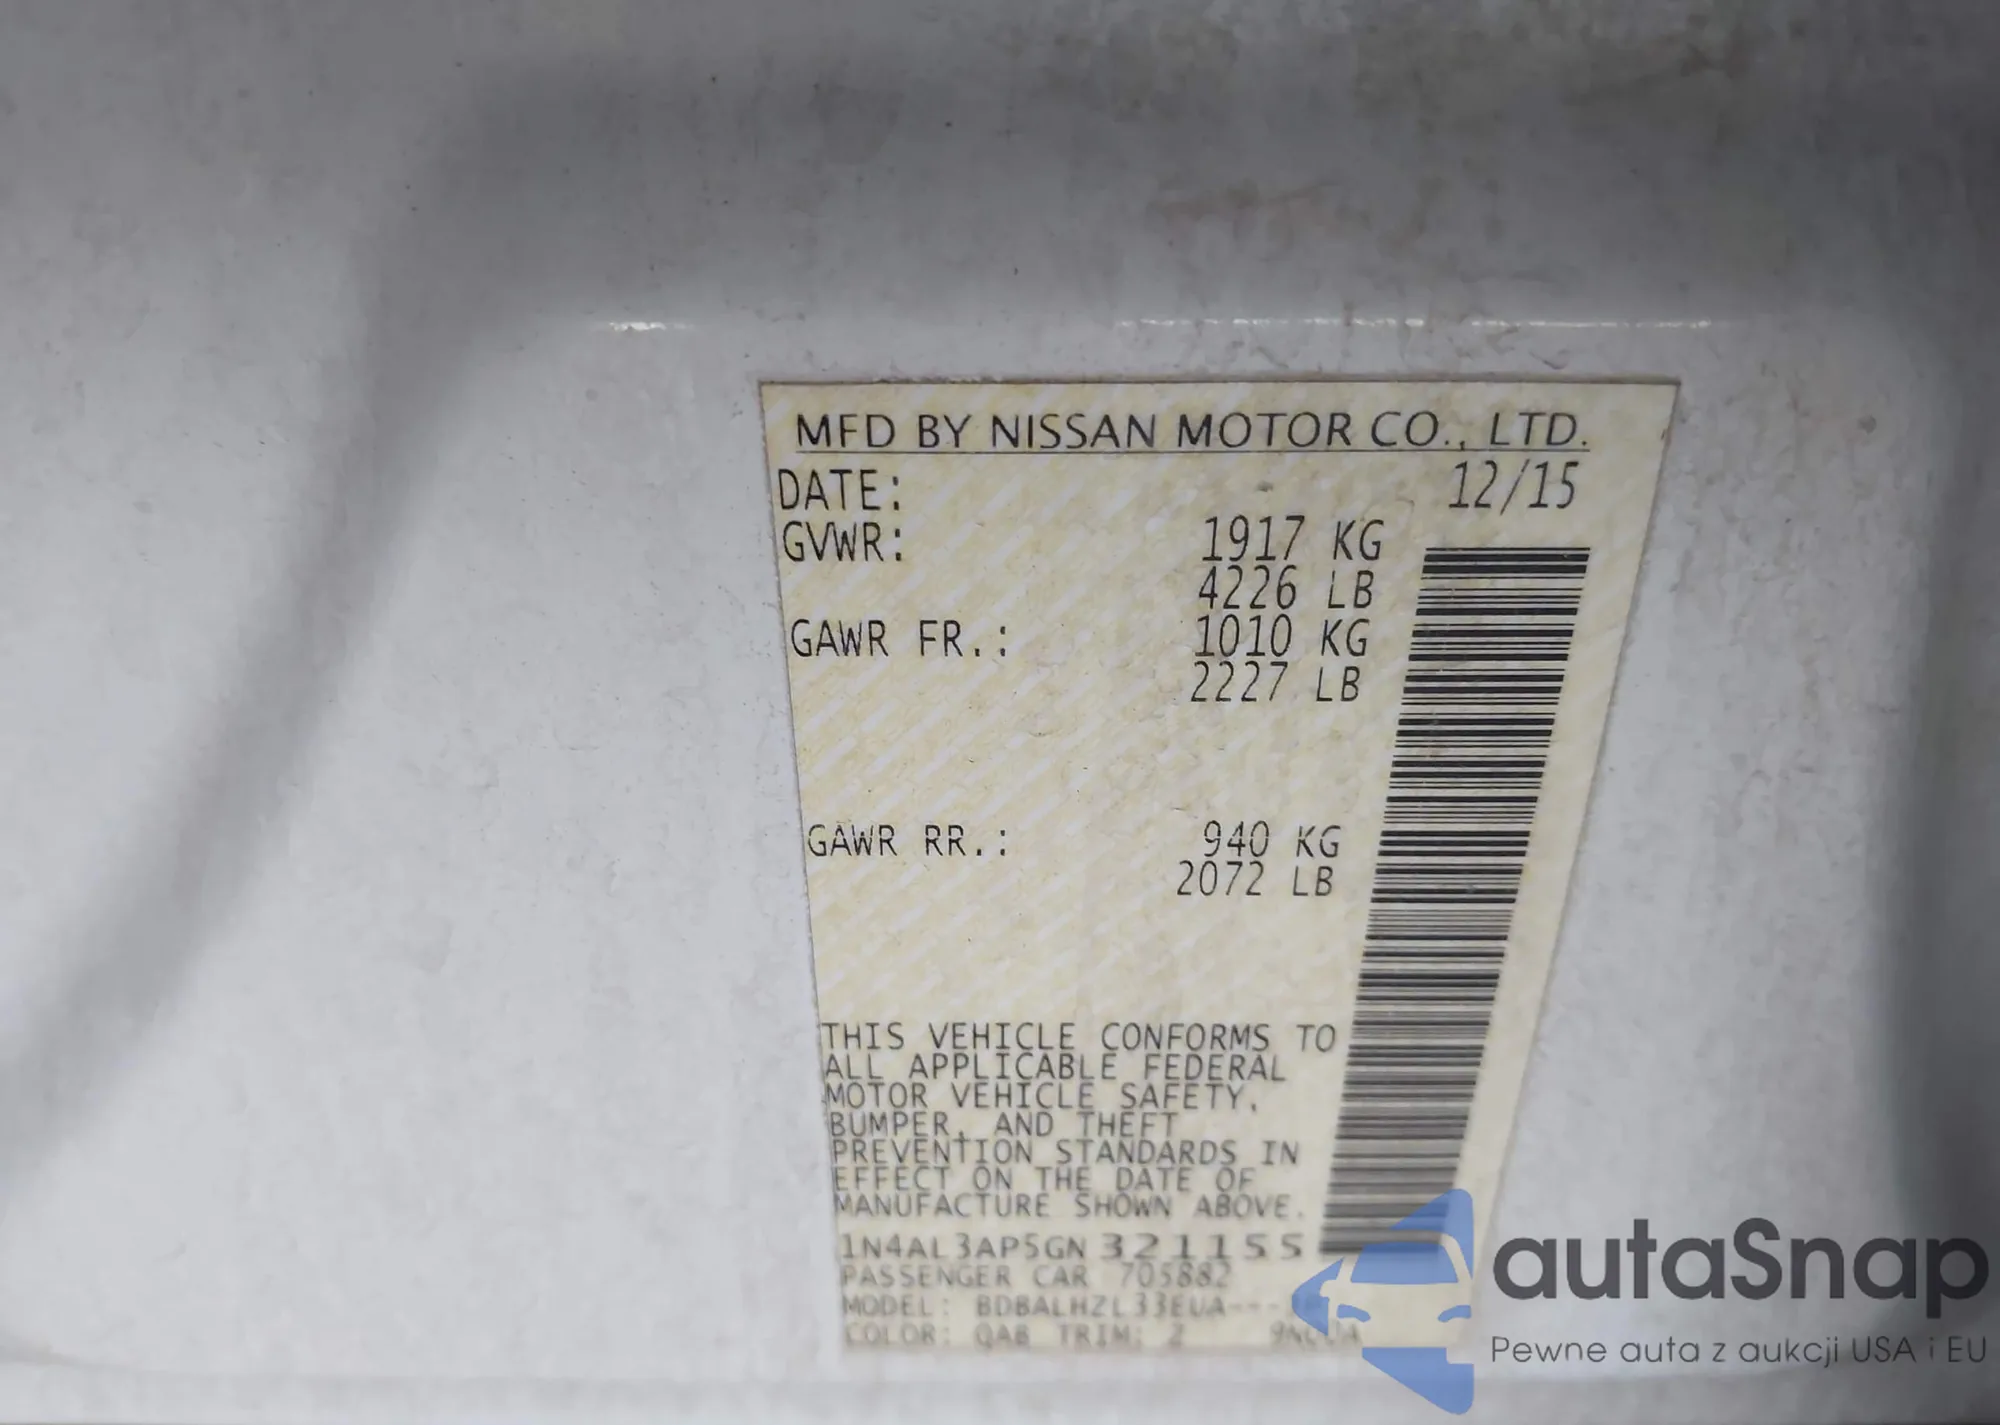 MFD BY NISSAN MOTOR CO., LTD.
DATE: 12/15
GVWR: 1917 KG
4226 LB
GAWR FR.: 1010 KG
2227 LB
GAWR RR.: 940 KG
2072 LB
THIS VEHICLE CONFORMS TO
ALL APPLICABLE FEDERAL
MOTOR VEHICLE SAFETY,
BUMPER, AND THEFT
PREVENTION STANDARDS IN
EFFECT ON THE DATE OF
MANUFACTURE SHOWN ABOVE.
1N4AL3AP5GN321155
PASSENGER CAR 705882
MODEL: BDBALHZL33EUA---
COLOR: QAB TRIM: 2
autaSnap
Pewne auta z aukcji USA i EU